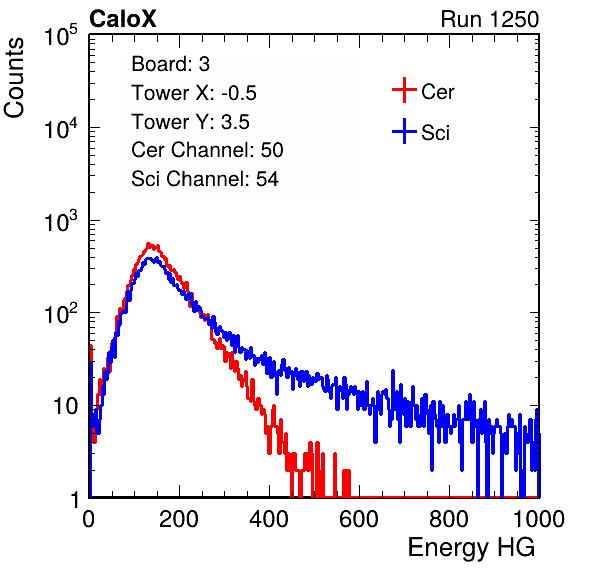 CaloX Run 1250
Counts
10^5
10^4
10^3
10^2
10
1
Board: 3
Tower X: -0.5
Tower Y: 3.5
Cer Channel: 50
Sci Channel: 54
Cer
Sci
0 200 400 600 800 1000
Energy HG